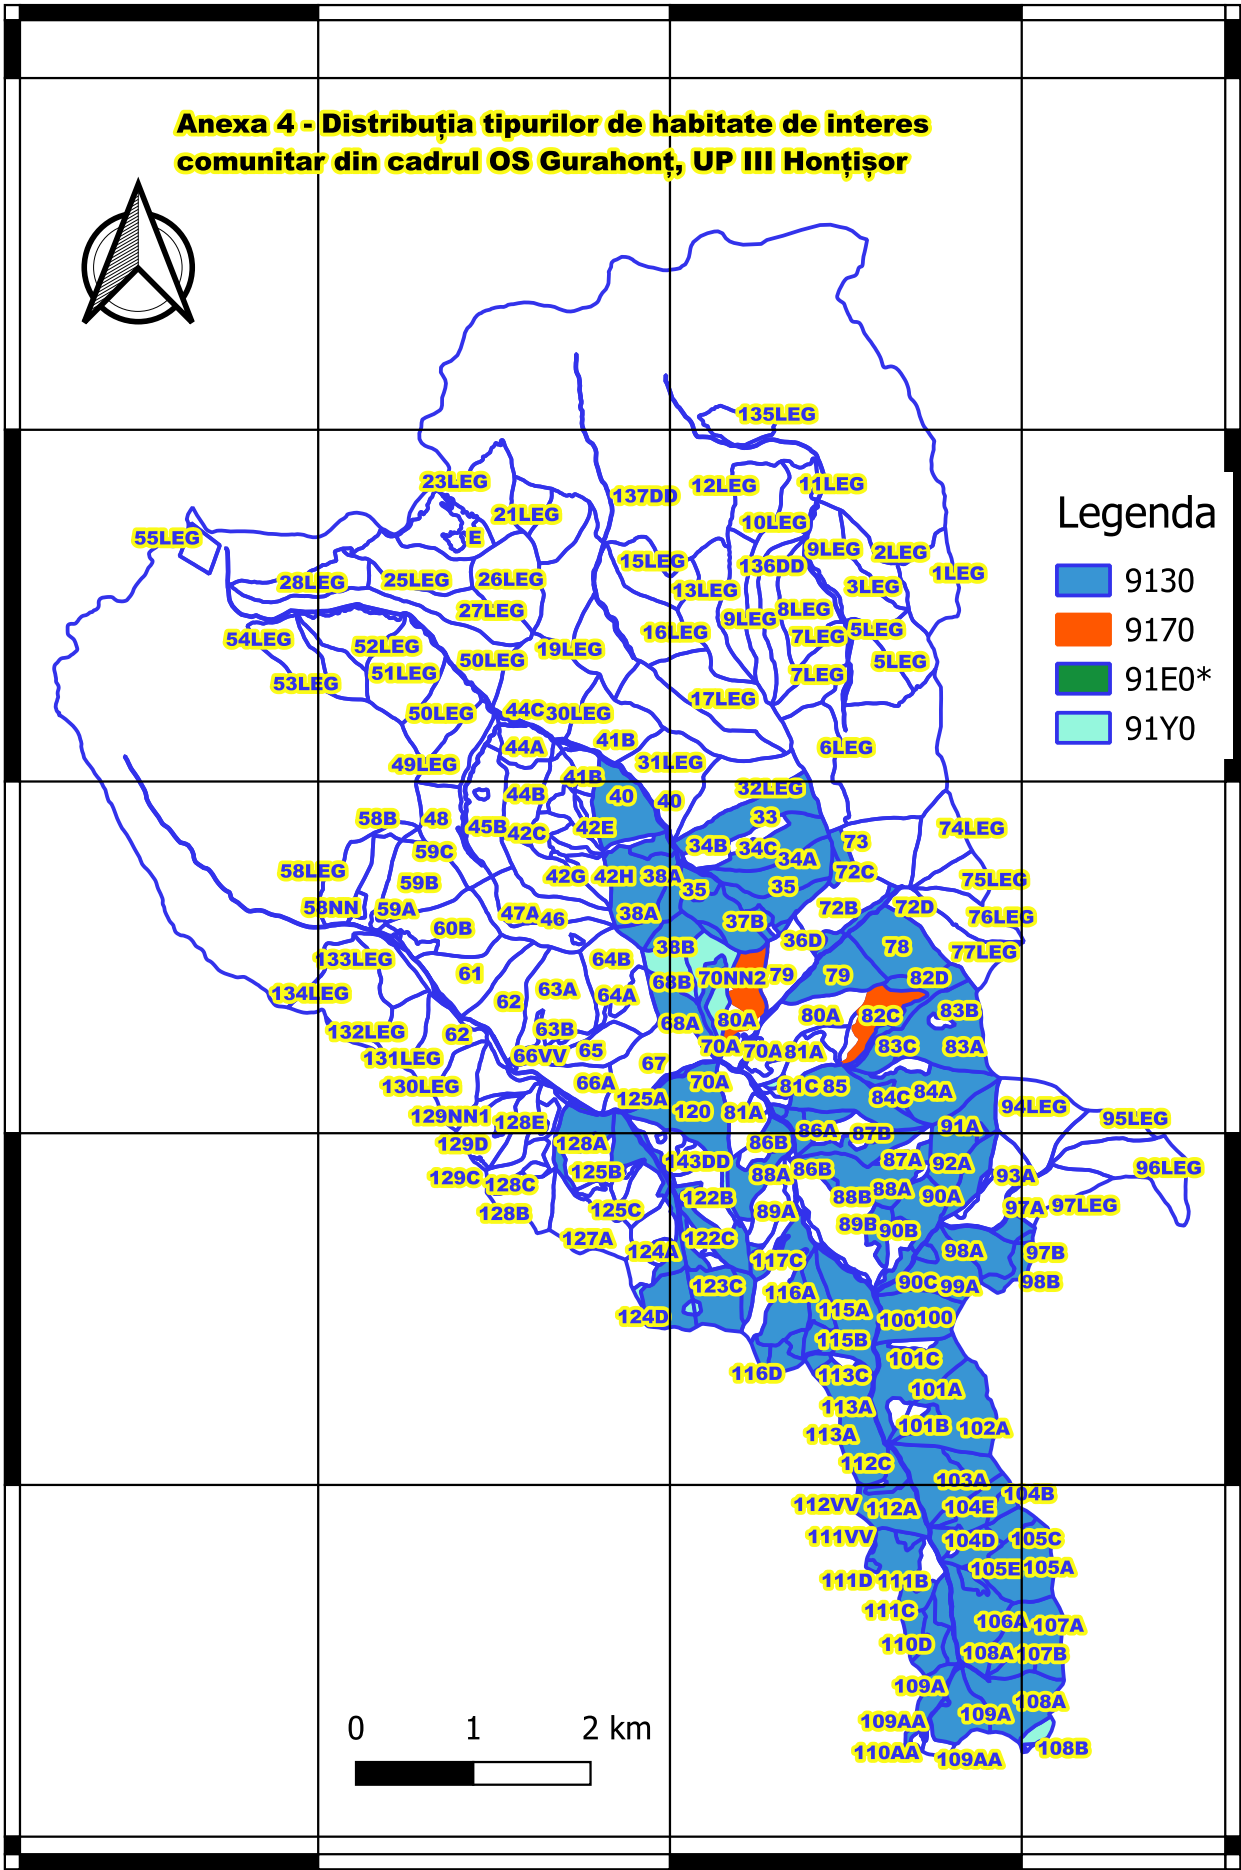 Anexa 4 - Distribuția tipurilor de habitate de interes
comunitar din cadrul OS Gurahonț, UP III Honțișor
135LEG
23LEG
12LEG
11LEG
137DD
21LEG
10LEG
55LEG
E
9LEG
2LEG
15LEG
136DD
1LEG
28LEG
25LEG
26LEG
13LEG
3LEG
27LEG
9LEG
8LEG
54LEG
52LEG
19LEG
16LEG
7LEG
5LEG
50LEG
5LEG
53LEG
51LEG
7LEG
17LEG
50LEG
44C
30LEG
44A
41B
6LEG
49LEG
31LEG
41B
32LEG
44B
40
40
58B
48
45B
42C
42E
33
74LEG
59C
34B
34C
34A
73
58LEG
59B
42G
42H
38A
35
35
72C
75LEG
58NN
59A
47A
46
38A
37B
72B
72D
76LEG
60B
38B
36D
78
77LEG
133LEG
61
64B
68B
70NN2
79
79
82D
134LEG
62
63A
64A
80A
80A
82C
83B
132LEG
62
63B
68A
131LEG
66VV
65
67
70A
70A
81A
83C
83A
130LEG
66A
125A
70A
81C
85
84C
84A
129NN1
128E
120
81A
94LEG
95LEG
129D
128A
86B
86A
87B
91A
129C
128C
125B
143DD
88A
86B
87A
92A
93A
96LEG
128B
125C
122B
89A
88B
88A
90A
97A
97LEG
127A
124A
122C
89B
90B
117C
98A
97B
123C
116A
90C
99A
98B
124D
115A
100
100
115B
116D
113C
101C
101A
113A
113A
101B
102A
112C
103A
104B
112VV
112A
104E
111VV
104D
105C
111D
111B
105E
105A
111C
106A
107A
110D
108A
107B
109A
108A
109AA
109A
110AA
109AA
108B
Legenda
9130
9170
91E0*
91Y0
0 1 2 km